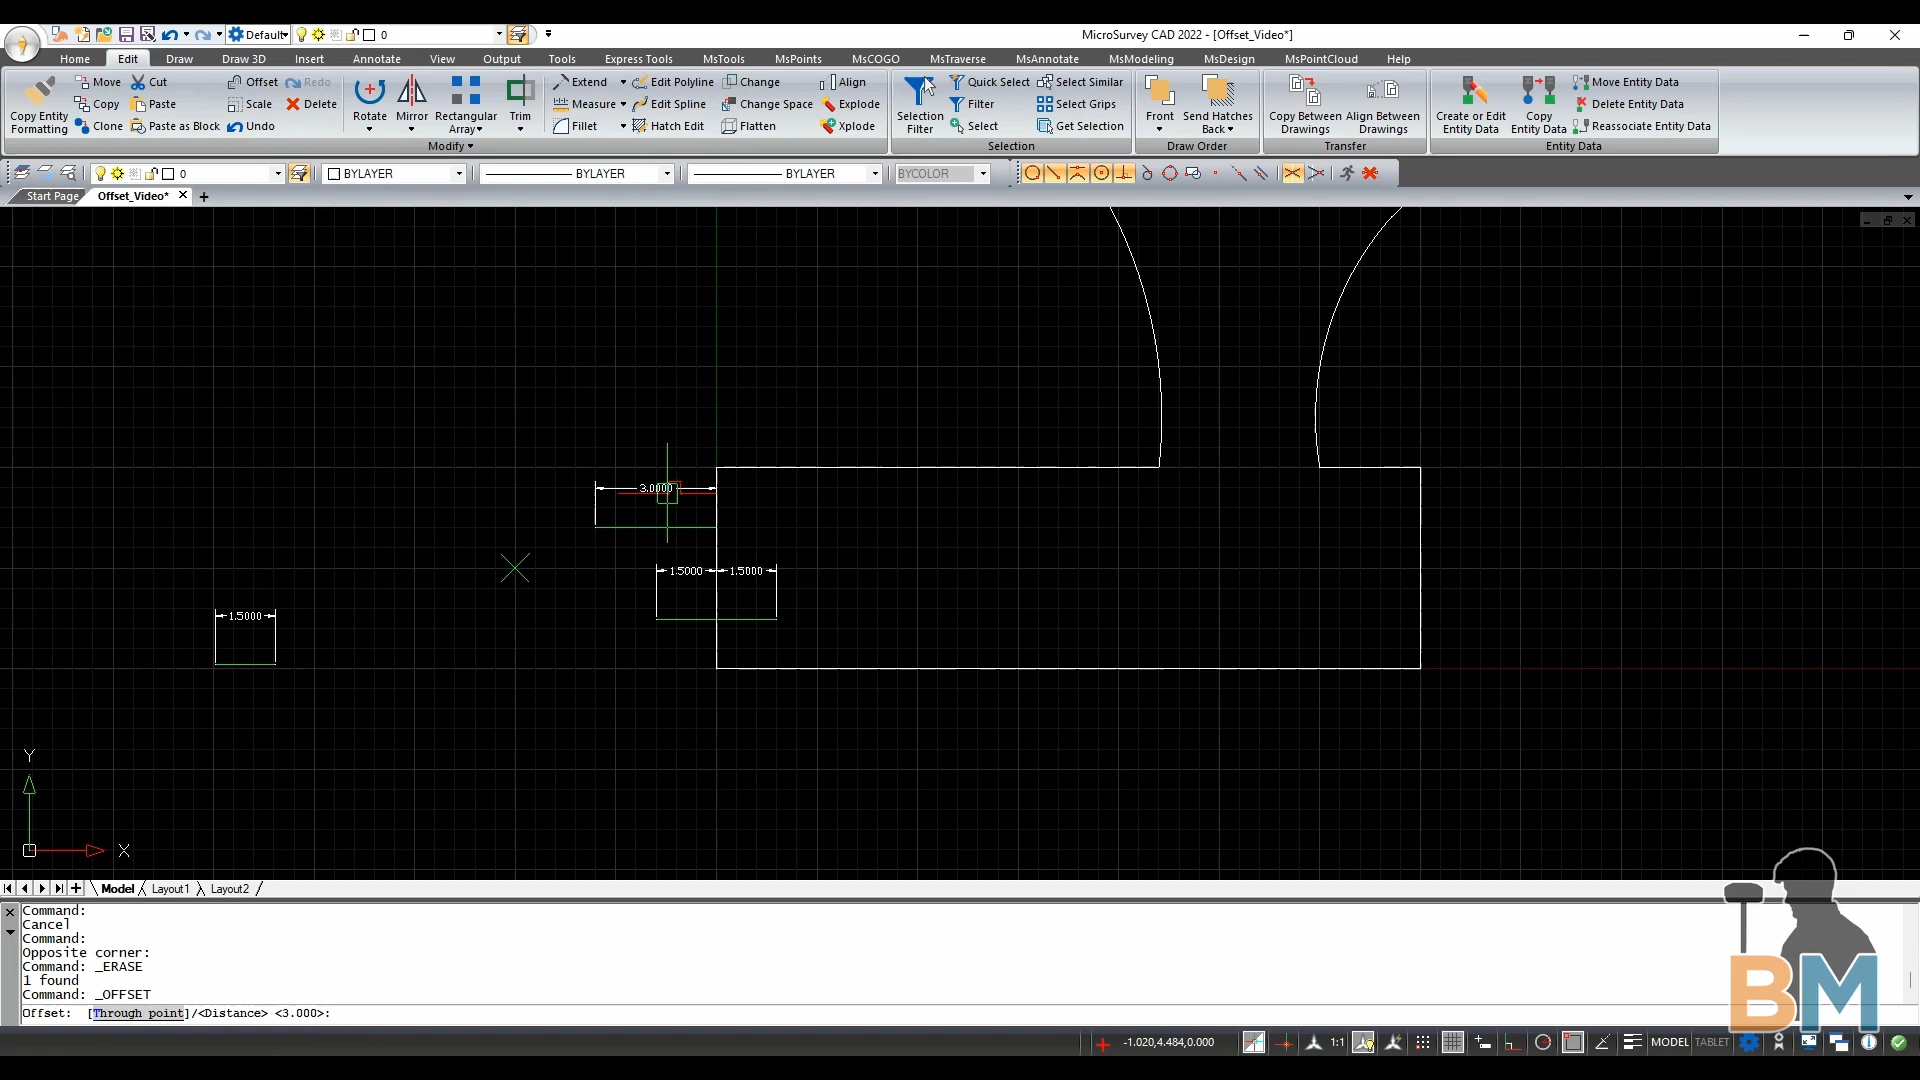 Default
0
MicroSurvey CAD 2022 - [Offset_Video*]
Home Edit Draw Draw 3D Insert Annotate View Output Tools Express Tools MsTools MsPoints MsCOGO MsTraverse MsAnnotate MsModeling MsDesign MsPointCloud Help
Copy Entity Formatting
Move Cut Offset Redo
Copy Paste Scale Delete
Clone Paste as Block Undo
Rotate Mirror Rectangular Array Trim
Extend Edit Polyline Change Align
Measure Edit Spline Change Space Explode
Fillet Hatch Edit Flatten Xplode
Modify
Selection Filter
Quick Select Select Similar
Filter Select Grips
Select Get Selection
Selection
Front Send Hatches Back
Draw Order
Copy Between Drawings Align Between Drawings
Transfer
Create or Edit Entity Data Copy Entity Data
Move Entity Data
Delete Entity Data
Reassociate Entity Data
Entity Data
0 BYLAYER BYLAYER BYLAYER BYCOLOR
Start Page Offset_Video*
3.0000
1.5000 1.5000
1.5000
Y
X
Model Layout1 Layout2
Command:
Cancel
Command:
Opposite corner:
Command: _ERASE
1 found
Command: _OFFSET
Offset: [Through point]/<Distance> <3.000>:
BM
-1.020,4.484,0.000 1:1 MODEL TABLET